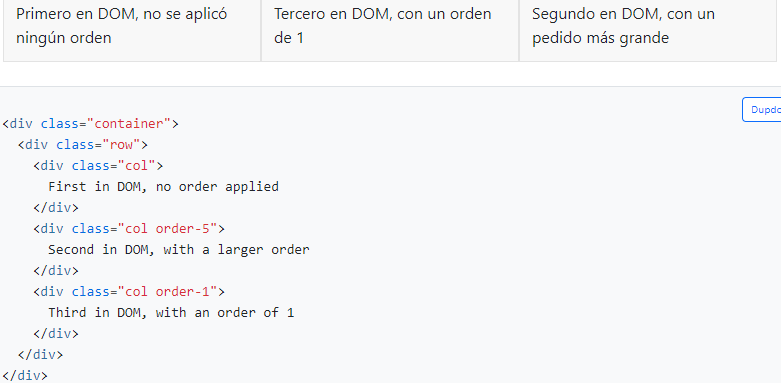 Primero en DOM, no se aplicó
ningún orden
Tercero en DOM, con un orden
de 1
Segundo en DOM, con un
pedido más grande
Dupdo
<div class="container">
  <div class="row">
    <div class="col">
      First in DOM, no order applied
    </div>
    <div class="col order-5">
      Second in DOM, with a larger order
    </div>
    <div class="col order-1">
      Third in DOM, with an order of 1
    </div>
  </div>
</div>